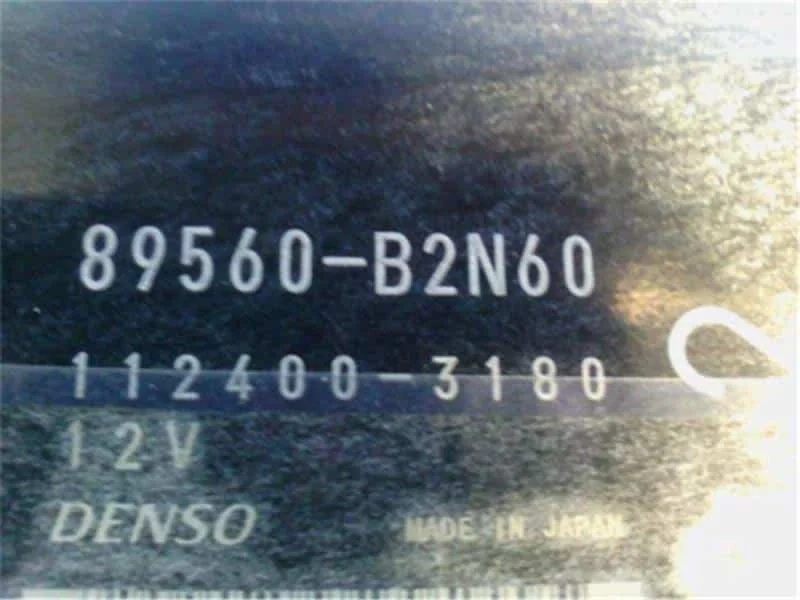 89560-B2N60
112400-3180
12V
DENSO
MADE IN JAPAN